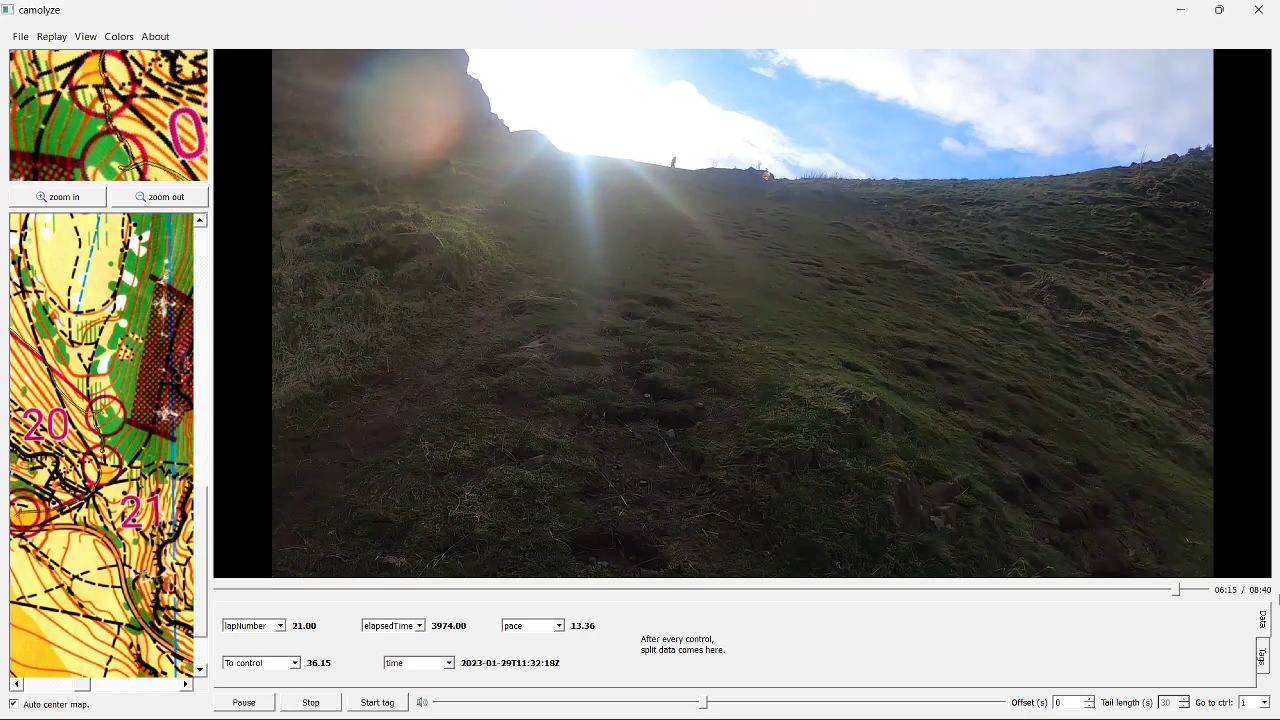 camolyze
File Replay View Colors About
0
zoom in
zoom out
20
21
06:15 / 08:40
lapNumber 21.00
elapsedTime 3974.00
pace 13.36
After every control,
split data comes here.
To control 36.15
time 2023-01-29T11:32:18Z
Data
Tags
Auto center map.
Pause
Stop
Start tag
Offset (s) 0
Tail length (s) 30
Go to ctrl: 1